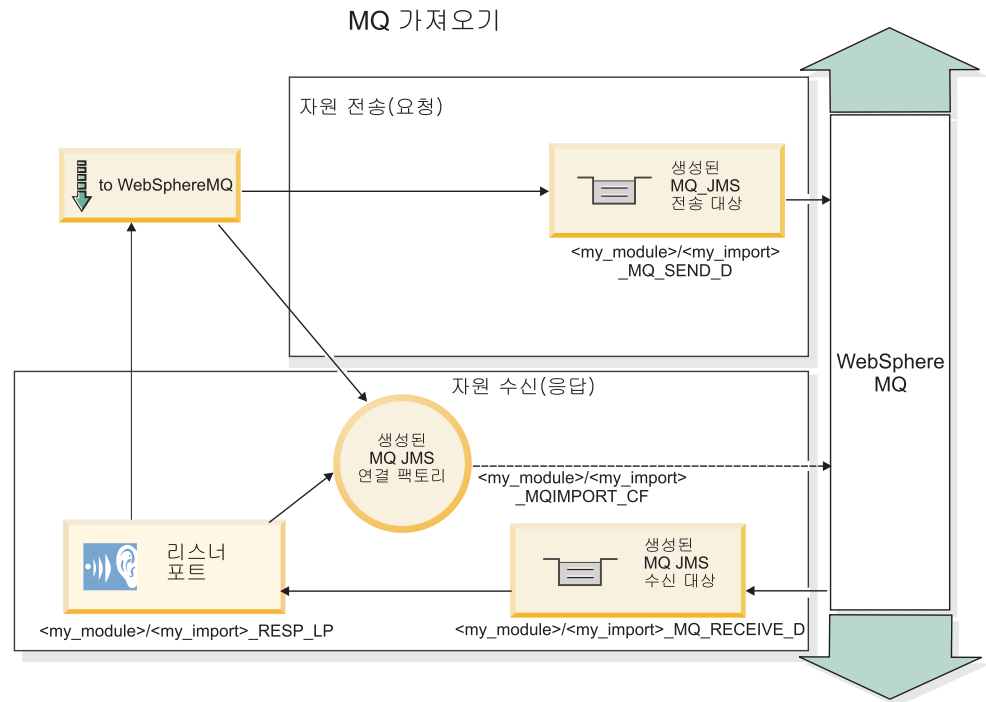 MQ 가져오기
자원 전송(요청)
to WebSphereMQ
생성된
MQ_JMS
전송 대상
<my_module>/<my_import>
_MQ_SEND_D
WebSphere
MQ
자원 수신(응답)
생성된
MQ JMS
연결 팩토리
<my_module>/<my_import>
_MQIMPORT_CF
리스너
포트
<my_module>/<my_import>_RESP_LP
생성된
MQ JMS
수신 대상
<my_module>/<my_import>_MQ_RECEIVE_D